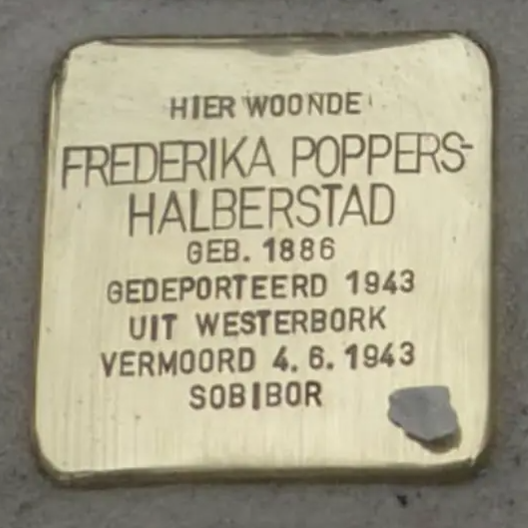 HIER WOONDE
FREDERIKA POPPERS-
HALBERSTAD
GEB. 1886
GEDEPORTEERD 1943
UIT WESTERBORK
VERMOORD 4.6.1943
SOBIBOR